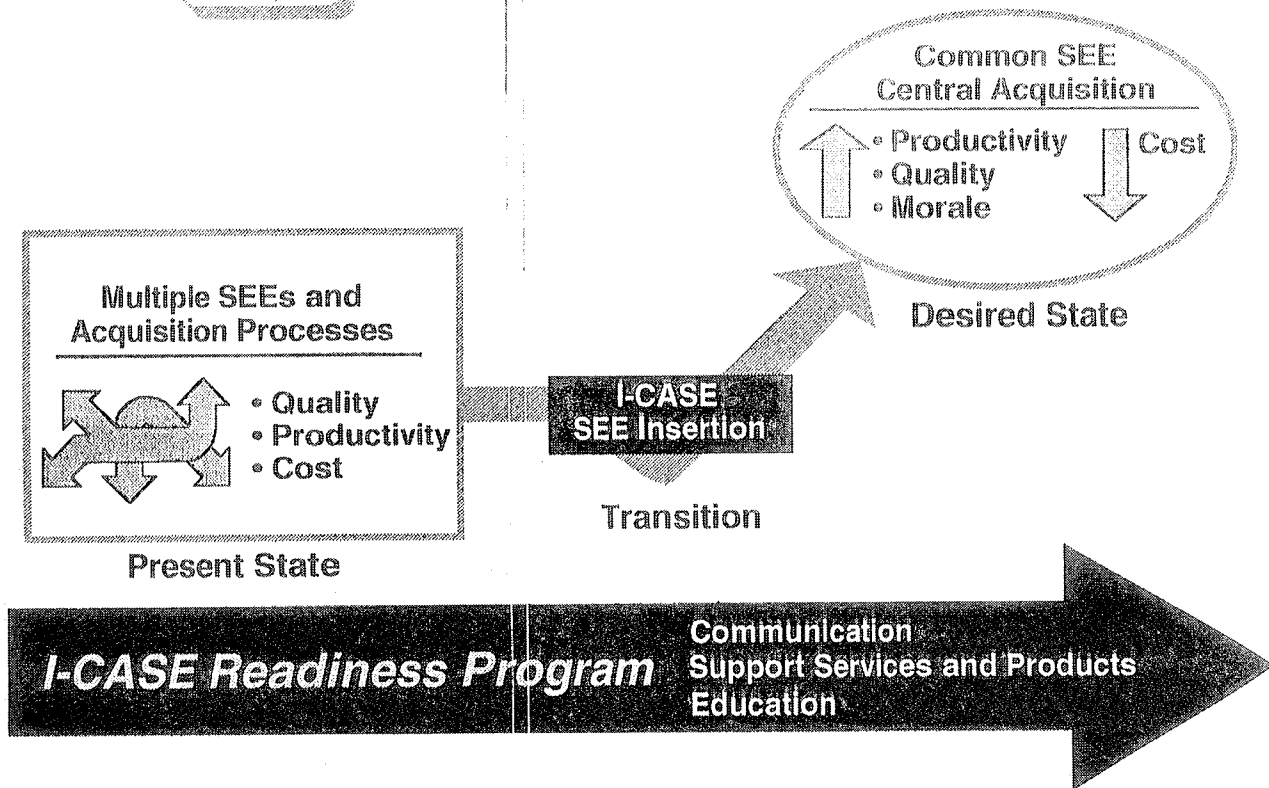 Common SEE
Central Acquisition
• Productivity
• Quality
• Morale
Cost
Desired State
Multiple SEEs and
Acquisition Processes
• Quality
• Productivity
• Cost
Present State
I-CASE
SEE Insertion
Transition
I-CASE Readiness Program
Communication
Support Services and Products
Education